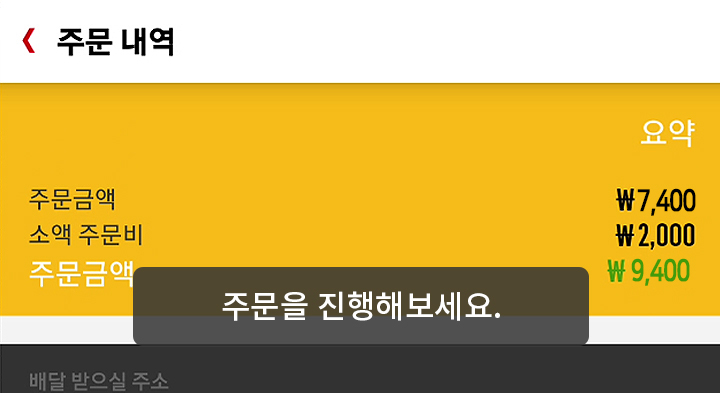 주문 내역
요약
주문금액 ₩7,400
소액 주문비 ₩2,000
주문금액 ₩ 9,400
주문을 진행해보세요.
배달 받으실 주소